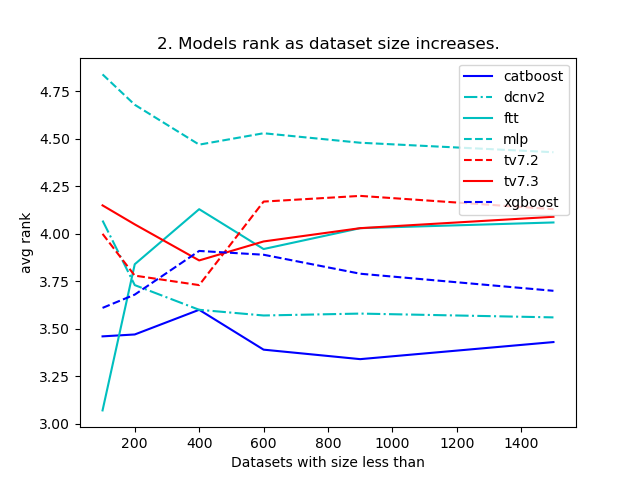 2. Models rank as dataset size increases.
avg rank
4.75
4.50
4.25
4.00
3.75
3.50
3.25
3.00
catboost
dcnv2
ftt
mlp
tv7.2
tv7.3
xgboost
200 400 600 800 1000 1200 1400
Datasets with size less than